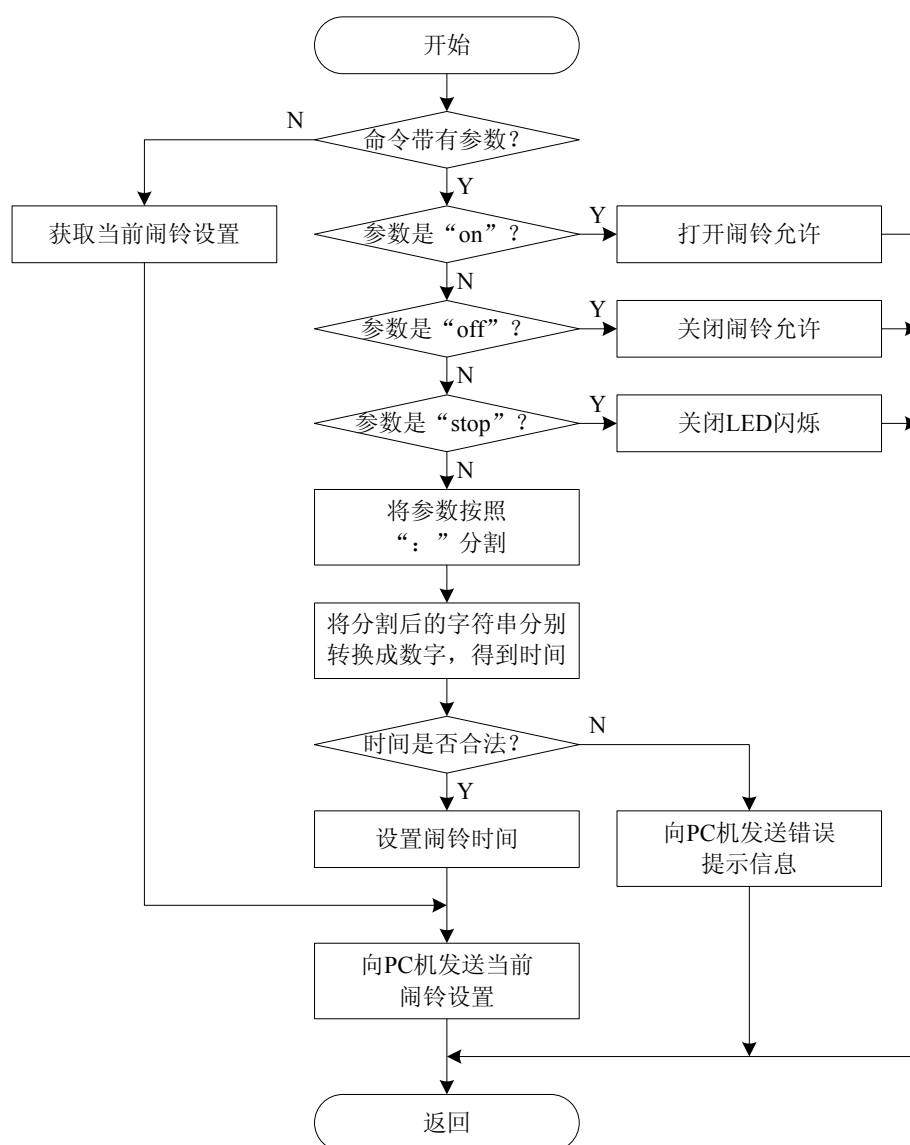 开始
N
命令带有参数？
Y
获取当前闹铃设置
参数是“on”？
Y
打开闹铃允许
N
参数是“off”？
Y
关闭闹铃允许
N
参数是“stop”？
Y
关闭LED闪烁
N
将参数按照
“：”分割
将分割后的字符串分别
转换成数字，得到时间
时间是否合法？
N
Y
设置闹铃时间
向PC机发送错误
提示信息
向PC机发送当前
闹铃设置
返回